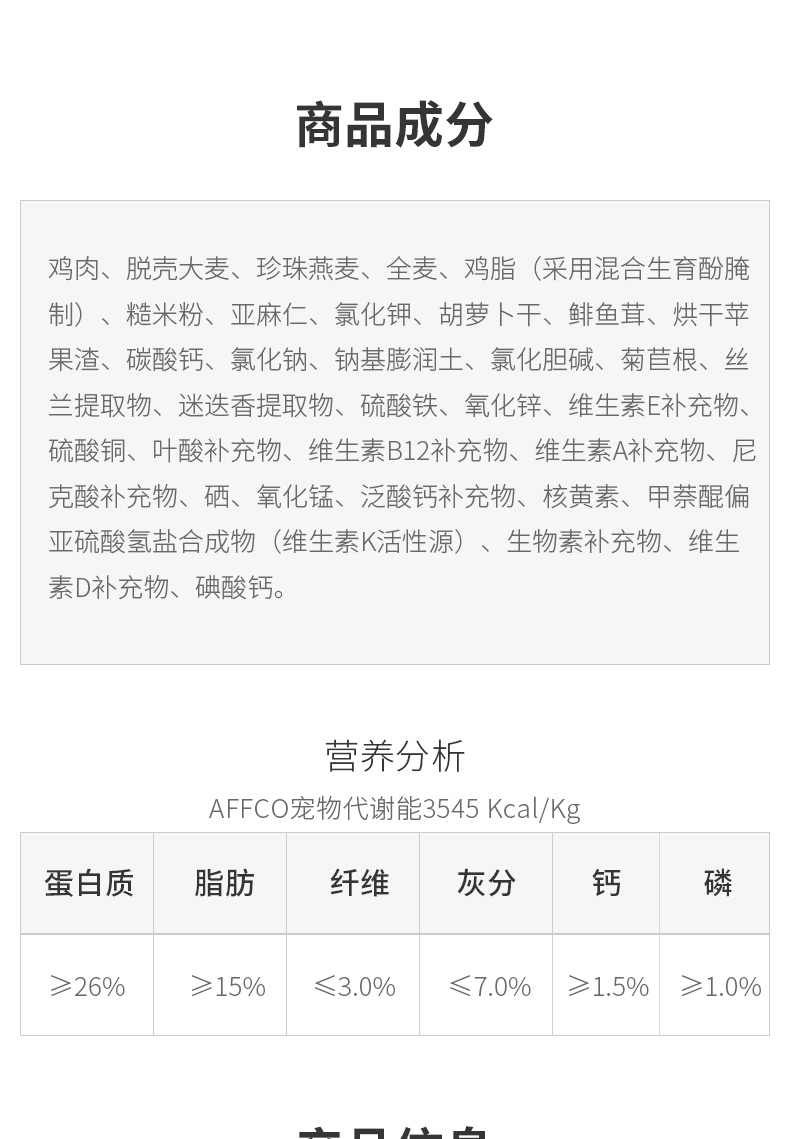 商品成分
鸡肉、脱壳大麦、珍珠燕麦、全麦、鸡脂（采用混合生育酚腌
制）、糙米粉、亚麻仁、氯化钾、胡萝卜干、鲱鱼茸、烘干苹
果渣、碳酸钙、氯化钠、钠基膨润土、氯化胆碱、菊苣根、丝
兰提取物、迷迭香提取物、硫酸铁、氧化锌、维生素E补充物、
硫酸铜、叶酸补充物、维生素B12补充物、维生素A补充物、尼
克酸补充物、硒、氧化锰、泛酸钙补充物、核黄素、甲萘醌偏
亚硫酸氢盐合成物（维生素K活性源）、生物素补充物、维生
素D补充物、碘酸钙。
营养分析
AFFCO宠物代谢能3545 Kcal/Kg
蛋白质 脂肪 纤维 灰分 钙 磷
⩾26% ⩾15% ⩽3.0% ⩽7.0% ⩾1.5% ⩾1.0%
商品信息